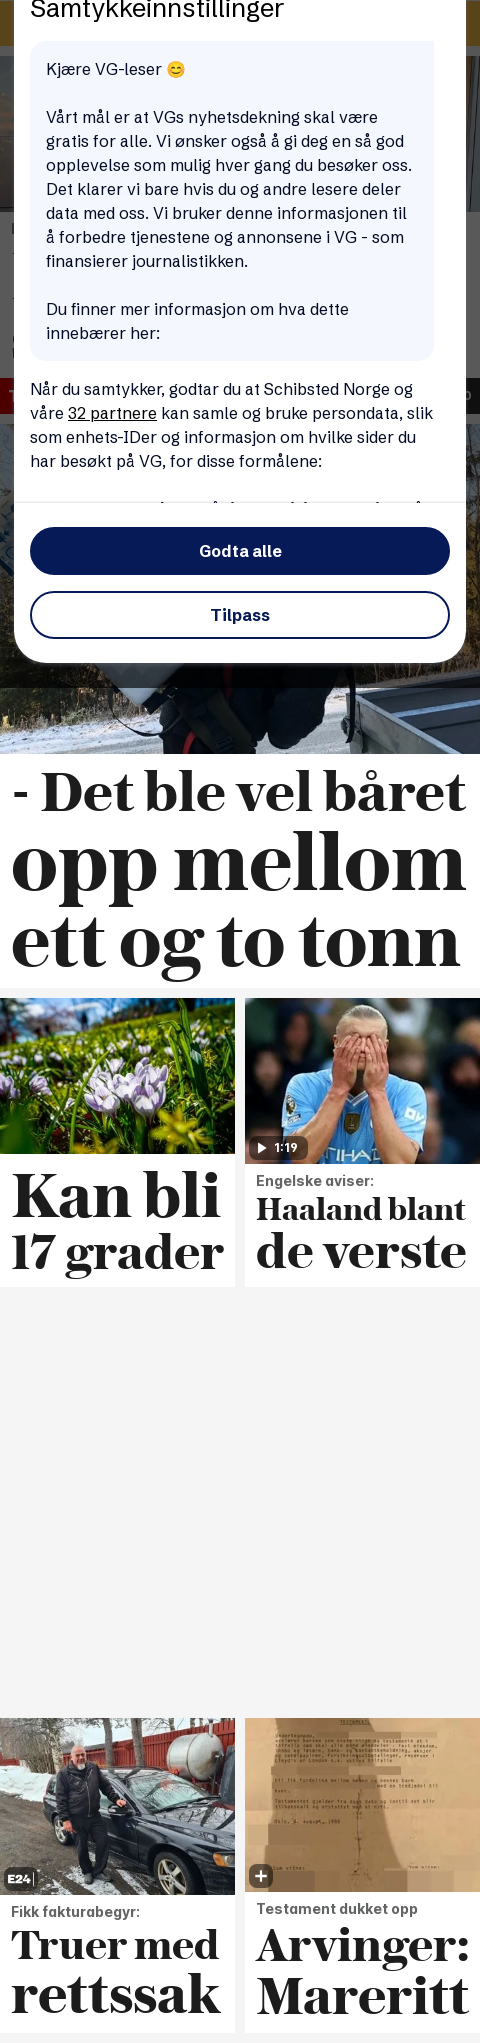 Samtykkeinnstillinger
Kjære VG-leser 😊
Vårt mål er at VGs nyhetsdekning skal være
gratis for alle. Vi ønsker også å gi deg en så god
opplevelse som mulig hver gang du besøker oss.
Det klarer vi bare hvis du og andre lesere deler
data med oss. Vi bruker denne informasjonen til
å forbedre tjenestene og annonsene i VG - som
finansierer journalistikken.
Du finner mer informasjon om hva dette
innebærer her:
Når du samtykker, godtar du at Schibsted Norge og
våre 32 partnere kan samle og bruke persondata, slik
som enhets-IDer og informasjon om hvilke sider du
har besøkt på VG, for disse formålene:
Godta alle
Tilpass
- Det ble vel båret
opp mellom
ett og to tonn
1:19
Kan bli
17 grader
Engelske aviser:
Haaland blant
de verste
E24
Fikk fakturabegyr:
Truer med
rettssak
Testament dukket opp
Arvinger:
Mareritt